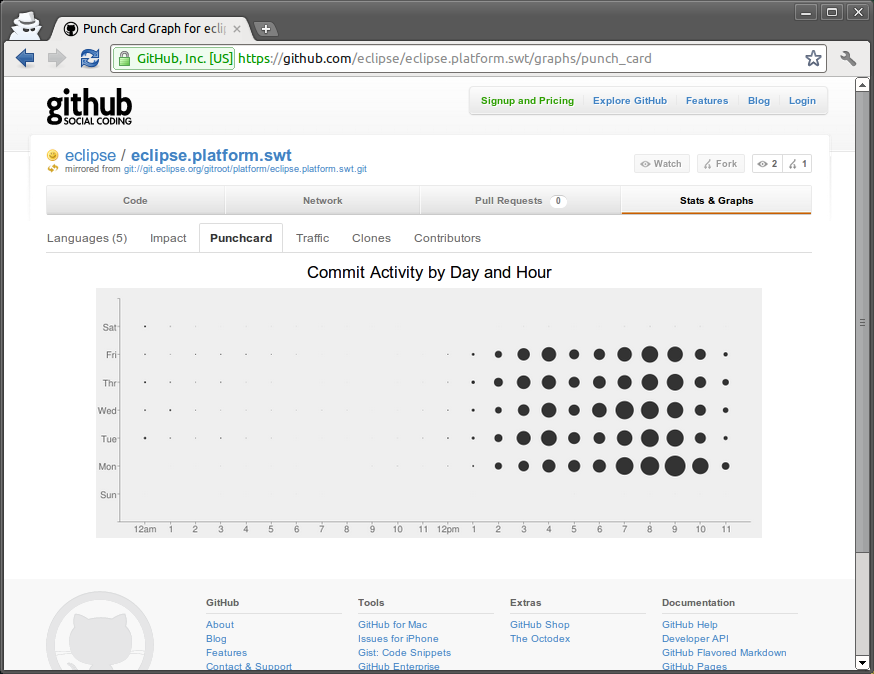 Punch Card Graph for ecli
GitHub, Inc. [US] https://github.com/eclipse/eclipse.platform.swt/graphs/punch_card
github
SOCIAL CODING
Signup and Pricing Explore GitHub Features Blog Login
eclipse / eclipse.platform.swt
mirrored from git://git.eclipse.org/gitroot/platform/eclipse.platform.swt.git
Watch Fork 2 1
Code Network Pull Requests 0 Stats & Graphs
Languages (5) Impact Punchcard Traffic Clones Contributors
Commit Activity by Day and Hour
Sat
Fri
Thr
Wed
Tue
Mon
Sun
12am 1 2 3 4 5 6 7 8 9 10 11 12pm 1 2 3 4 5 6 7 8 9 10 11
GitHub Tools Extras Documentation
About GitHub for Mac GitHub Shop GitHub Help
Blog Issues for iPhone The Octodex Developer API
Features Gist: Code Snippets GitHub Flavored Markdown
Contact & Support GitHub Enterprise GitHub Pages